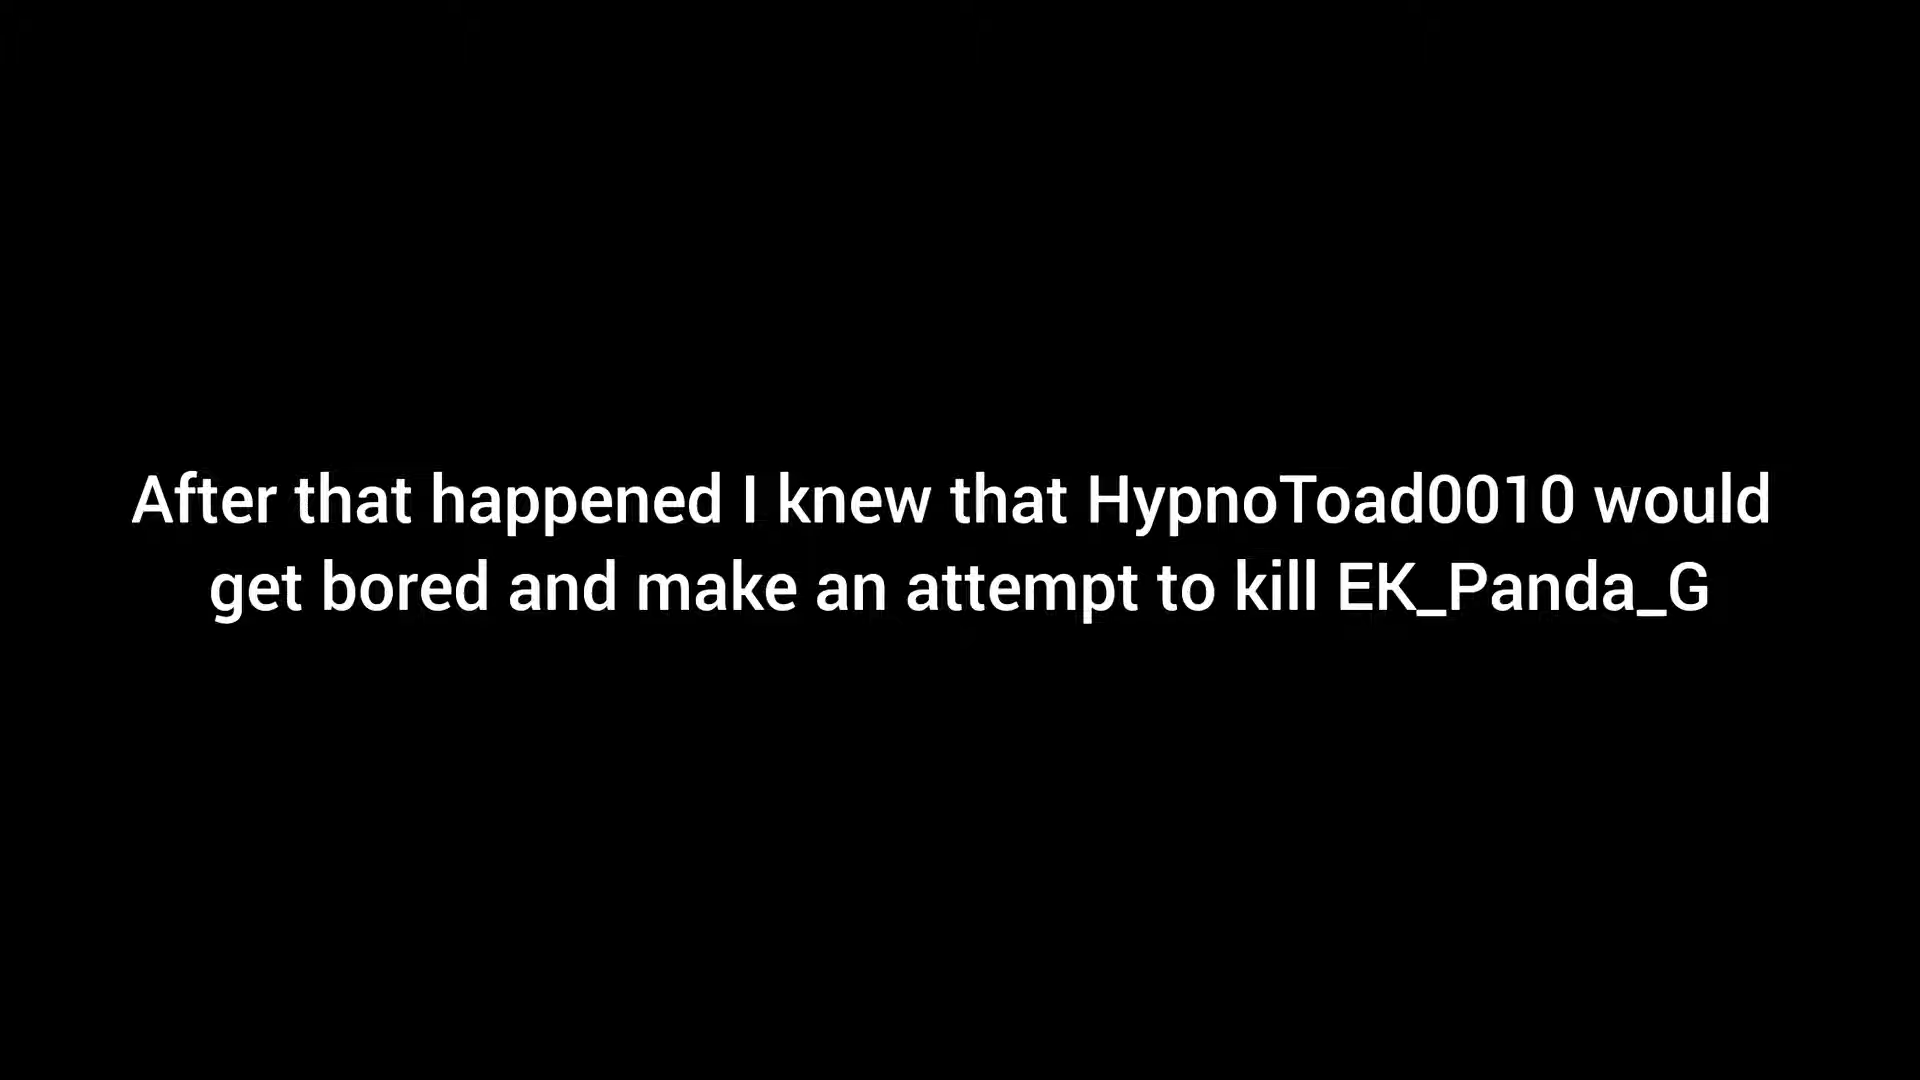 After that happened I knew that HypnoToad0010 would
get bored and make an attempt to kill EK_Panda_G